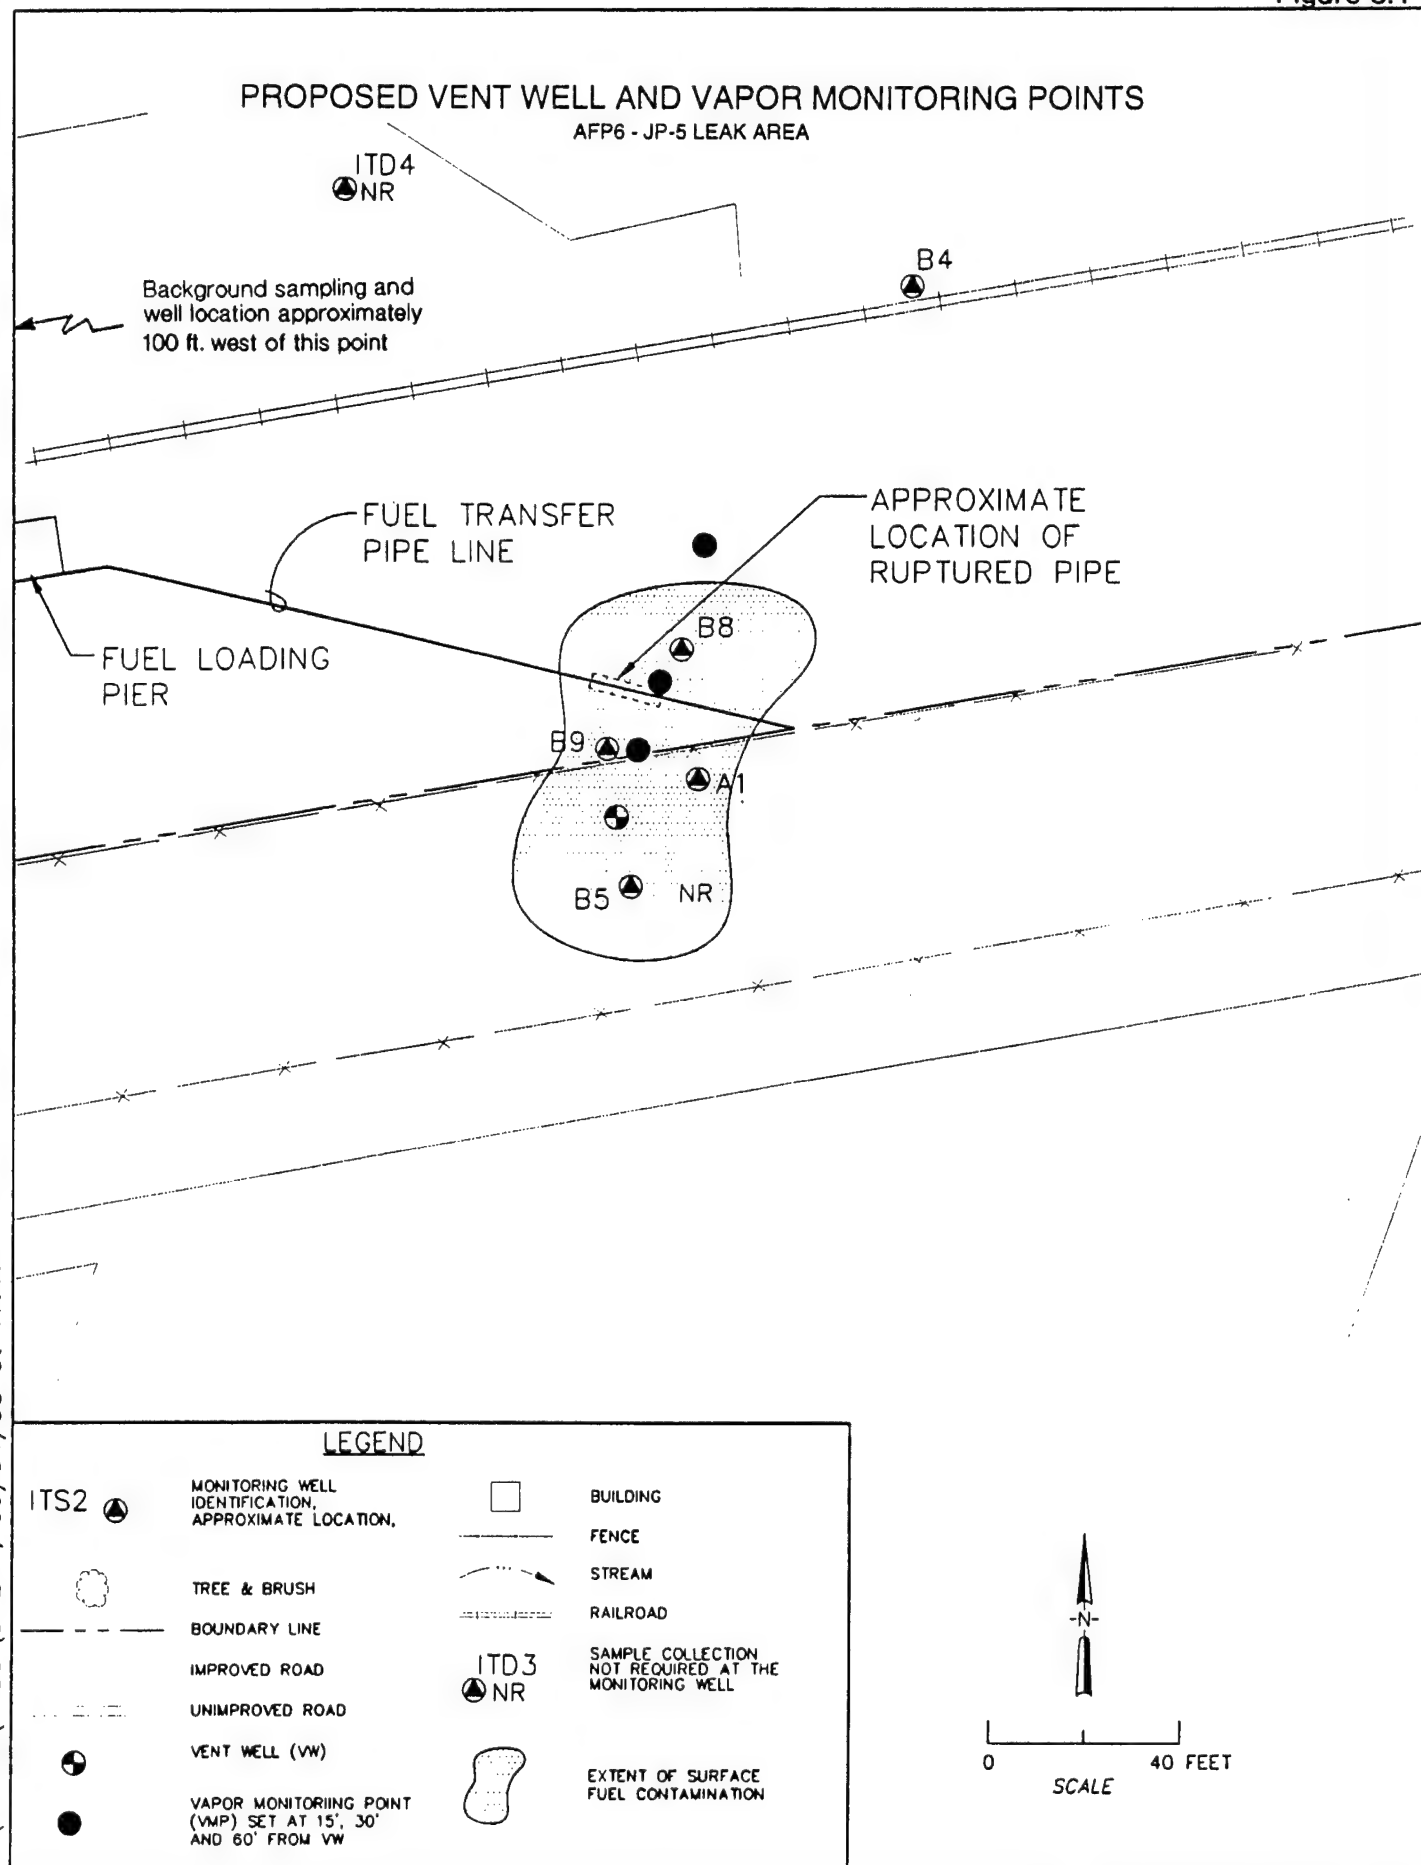 PROPOSED VENT WELL AND VAPOR MONITORING POINTS
AFP6 - JP-5 LEAK AREA
ITD4
NR
B4
Background sampling and
well location approximately
100 ft. west of this point
FUEL TRANSFER
PIPE LINE
APPROXIMATE
LOCATION OF
RUPTURED PIPE
FUEL LOADING
PIER
B8
B9
A1
B5
NR
LEGEND
ITS2
MONITORING WELL
IDENTIFICATION,
APPROXIMATE LOCATION,
TREE & BRUSH
BOUNDARY LINE
IMPROVED ROAD
UNIMPROVED ROAD
VENT WELL (VW)
VAPOR MONITORIING POINT
(VMP) SET AT 15', 30'
AND 60' FROM VW
BUILDING
FENCE
STREAM
RAILROAD
ITD3
NR
SAMPLE COLLECTION
NOT REQUIRED AT THE
MONITORING WELL
EXTENT OF SURFACE
FUEL CONTAMINATION
-N-
0 40 FEET
SCALE